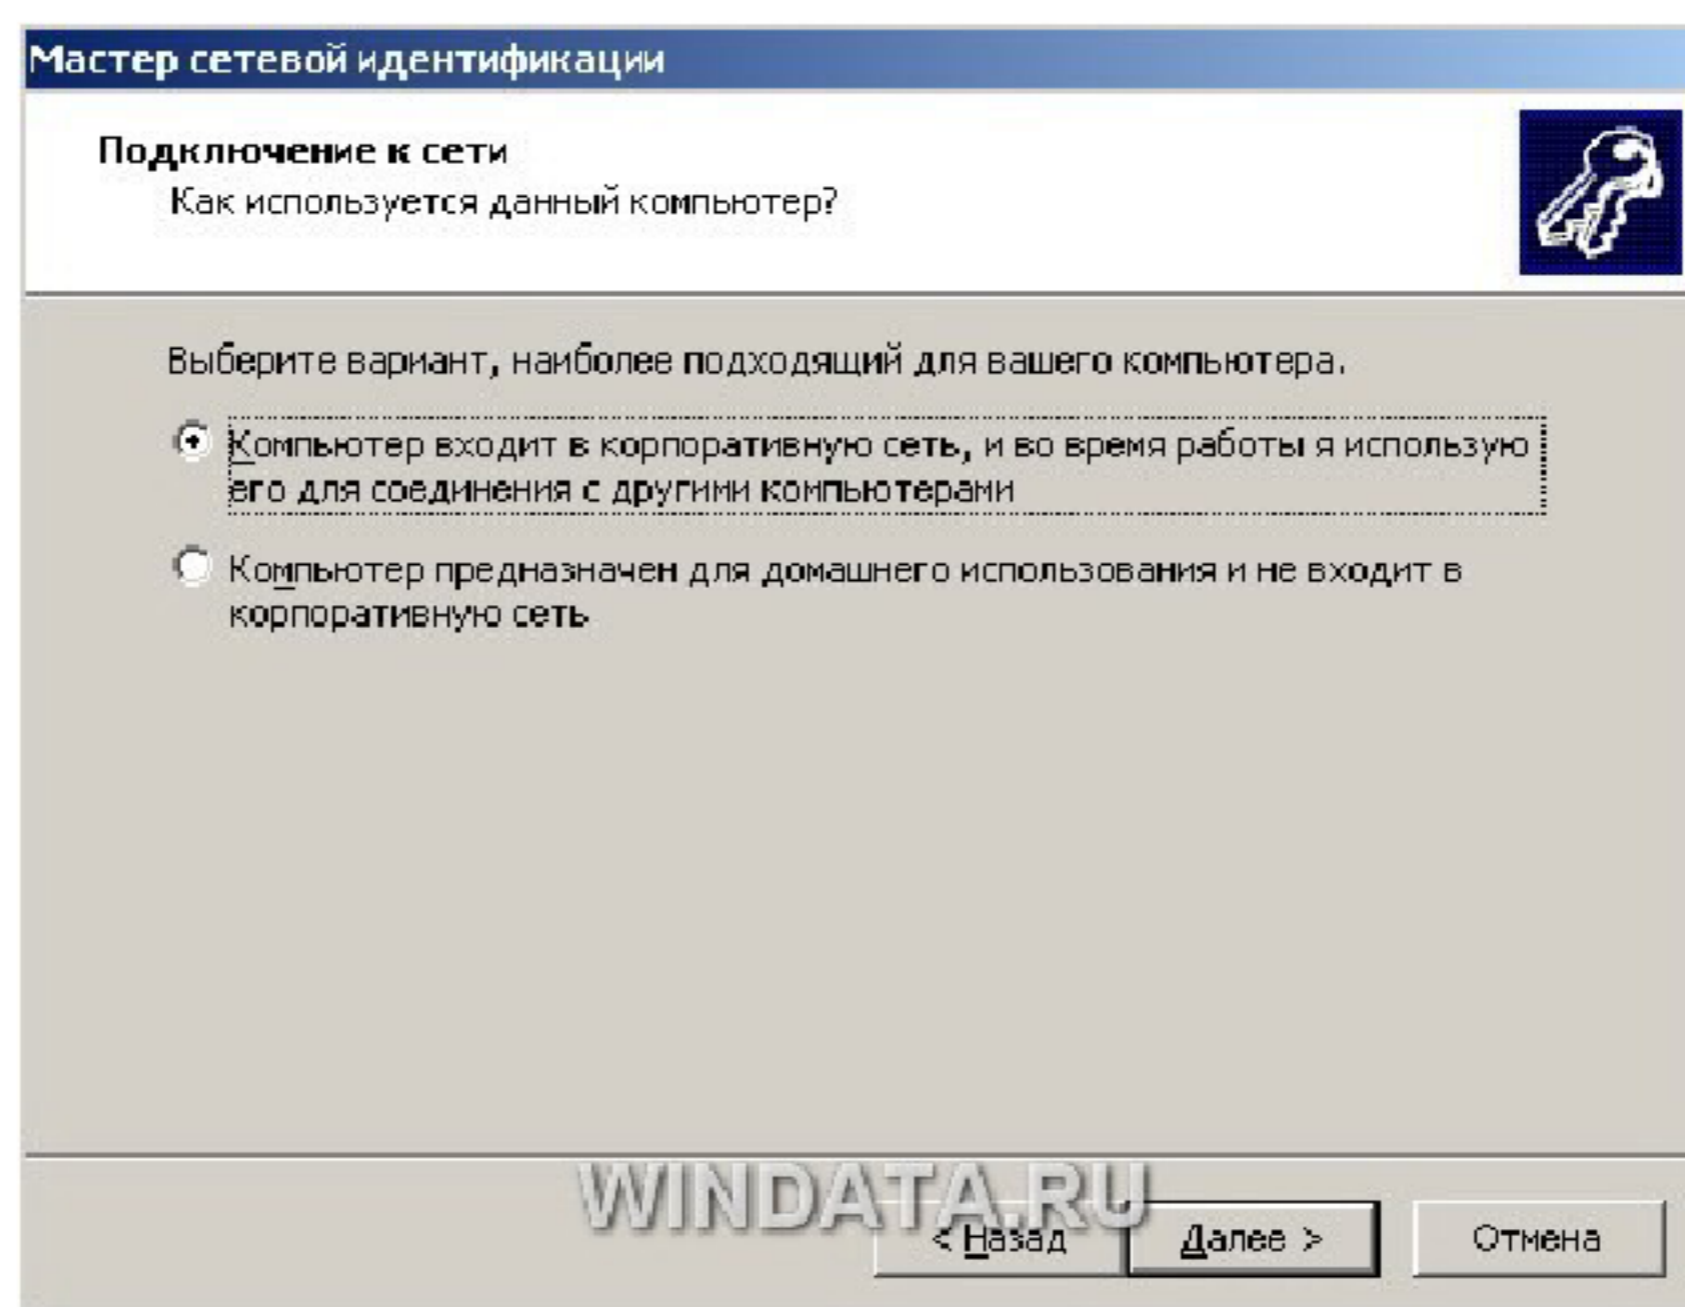 Мастер сетевой идентификации
Подключение к сети
Как используется данный компьютер?
Выберите вариант, наиболее подходящий для вашего компьютера.
Компьютер входит в корпоративную сеть, и во время работы я использую
его для соединения с другими компьютерами
Компьютер предназначен для домашнего использования и не входит в
корпоративную сеть
WINDATA.RU
< Назад Далее > Отмена